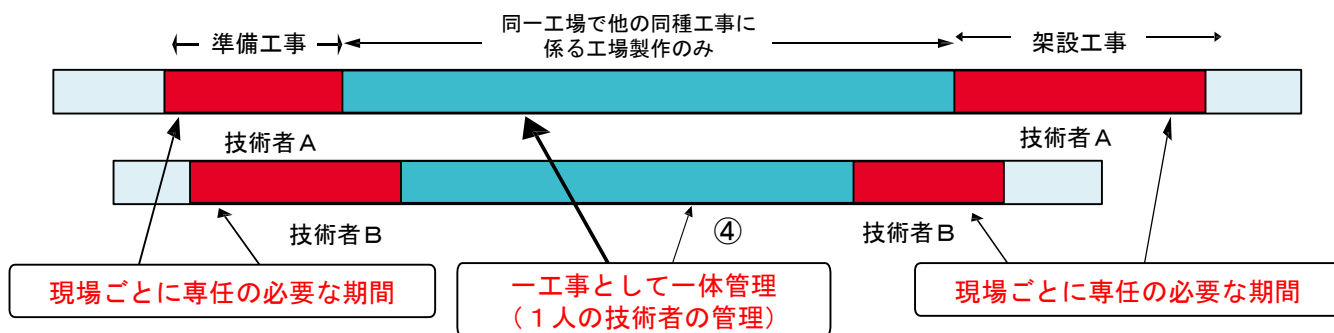 準備工事
同一工場で他の同種工事に
係る工場製作のみ
架設工事
技術者A
技術者A
技術者B
④
技術者B
現場ごとに専任の必要な期間
一工事として一体管理
(1人の技術者の管理)
現場ごとに専任の必要な期間